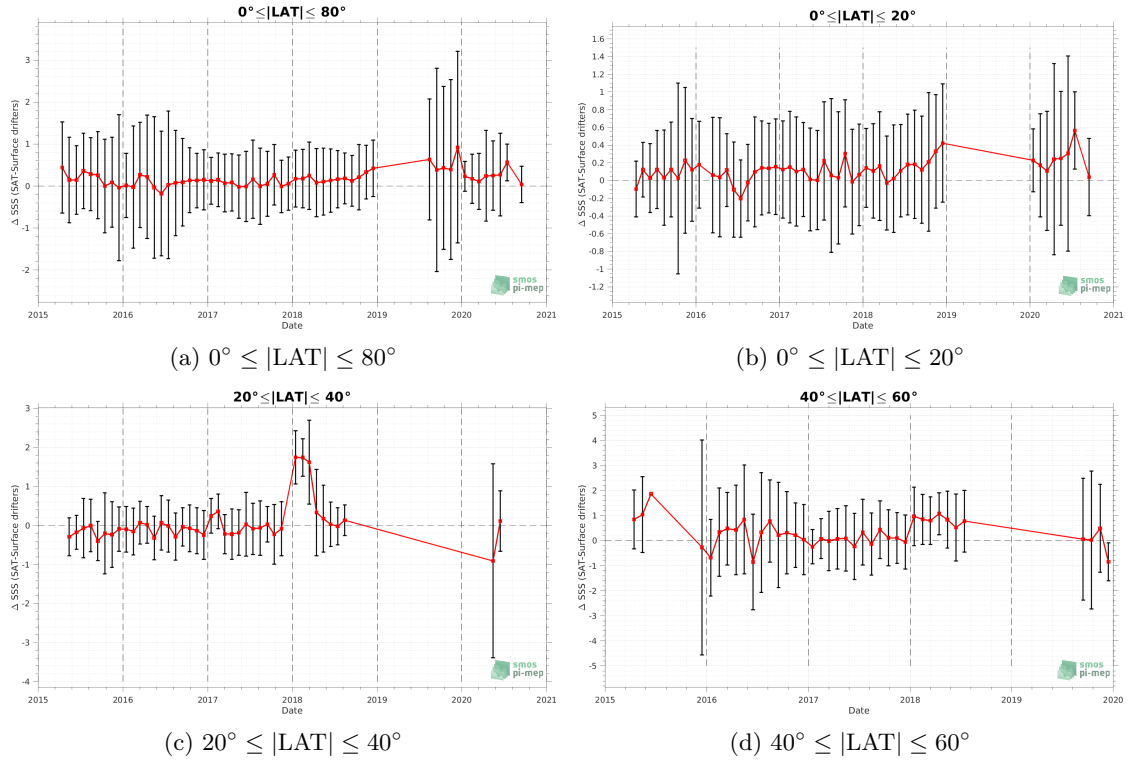 0°≤|LAT|≤ 80°
Δ SSS (SAT-Surface drifters)
3
2
1
0
-1
-2
2015
2016
2017
2018
2019
2020
2021
Date
smos
pi-mep
(a) 0° ≤ |LAT| ≤ 80°
0°≤|LAT|≤ 20°
Δ SSS (SAT-Surface drifters)
1.6
1.4
1.2
1
0.8
0.6
0.4
0.2
0
-0.2
-0.4
-0.6
-0.8
-1
-1.2
2015
2016
2017
2018
2019
2020
2021
Date
smos
pi-mep
(b) 0° ≤ |LAT| ≤ 20°
20°≤|LAT|≤ 40°
Δ SSS (SAT-Surface drifters)
3
2
1
0
-1
-2
-3
-4
2015
2016
2017
2018
2019
2020
2021
Date
smos
pi-mep
(c) 20° ≤ |LAT| ≤ 40°
40°≤|LAT|≤ 60°
Δ SSS (SAT-Surface drifters)
5
4
3
2
1
0
-1
-2
-3
-4
-5
2015
2016
2017
2018
2019
2020
Date
smos
pi-mep
(d) 40° ≤ |LAT| ≤ 60°